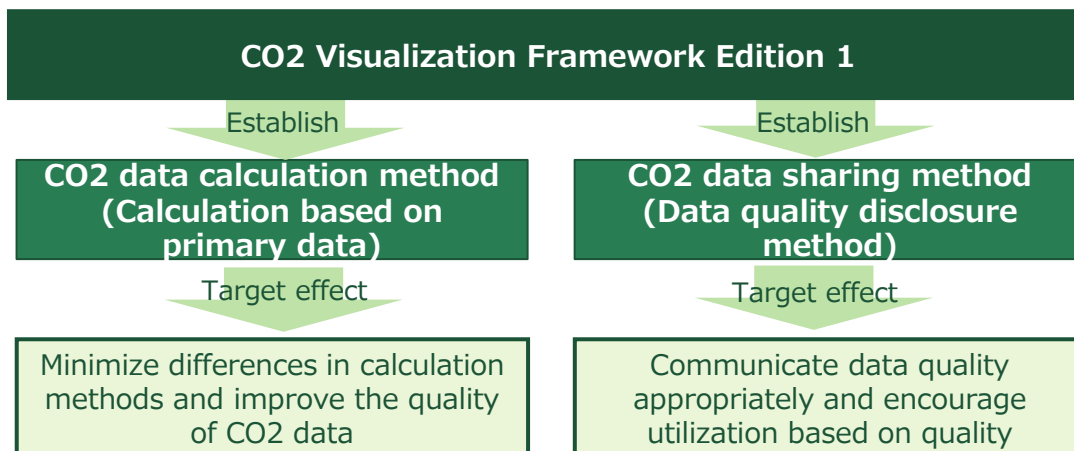 CO2 Visualization Framework Edition 1
Establish
Establish
CO2 data calculation method
(Calculation based on
primary data)
CO2 data sharing method
(Data quality disclosure
method)
Target effect
Target effect
Minimize differences in calculation
methods and improve the quality
of CO2 data
Communicate data quality
appropriately and encourage
utilization based on quality